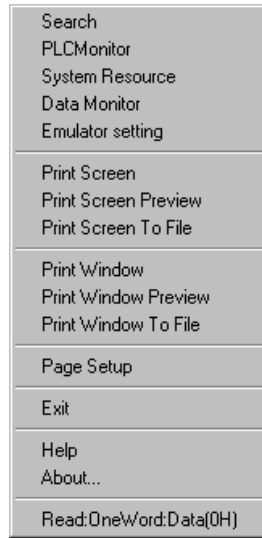 Search
PLCMonitor
System Resource
Data Monitor
Emulator setting
Print Screen
Print Screen Preview
Print Screen To File
Print Window
Print Window Preview
Print Window To File
Page Setup
Exit
Help
About...
Read:OneWord:Data(0H)